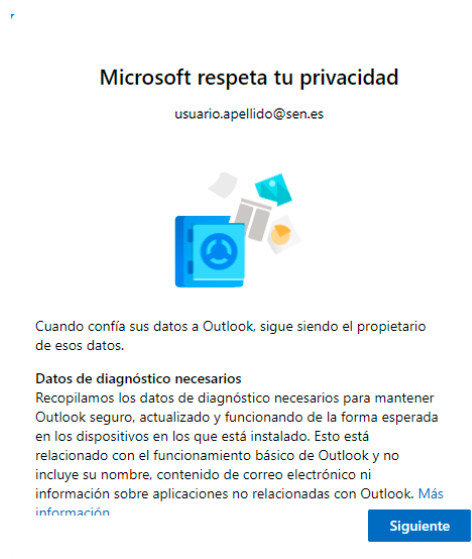 Microsoft respeta tu privacidad
usuario.apellido@sen.es
Cuando confía sus datos a Outlook, sigue siendo el propietario
de esos datos.
Datos de diagnóstico necesarios
Recopilamos los datos de diagnóstico necesarios para mantener
Outlook seguro, actualizado y funcionando de la forma esperada
en los dispositivos en los que está instalado. Esto está
relacionado con el funcionamiento básico de Outlook y no
incluye su nombre, contenido de correo electrónico ni
información sobre aplicaciones no relacionadas con Outlook. Más
información
Siguiente